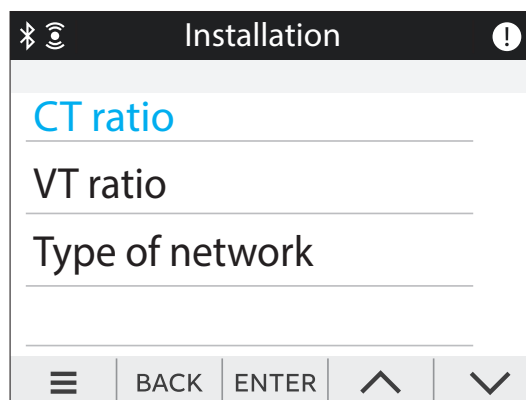 Installation
CT ratio
VT ratio
Type of network
BACK ENTER